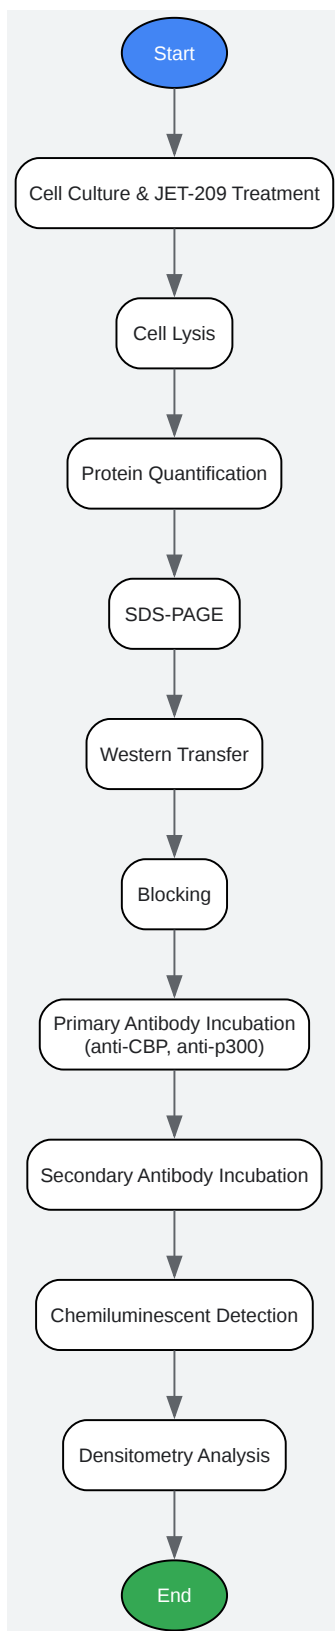 Start
Cell Culture & JET-209 Treatment
Cell Lysis
Protein Quantification
SDS-PAGE
Western Transfer
Blocking
Primary Antibody Incubation
(anti-CBP, anti-p300)
Secondary Antibody Incubation
Chemiluminescent Detection
Densitometry Analysis
End